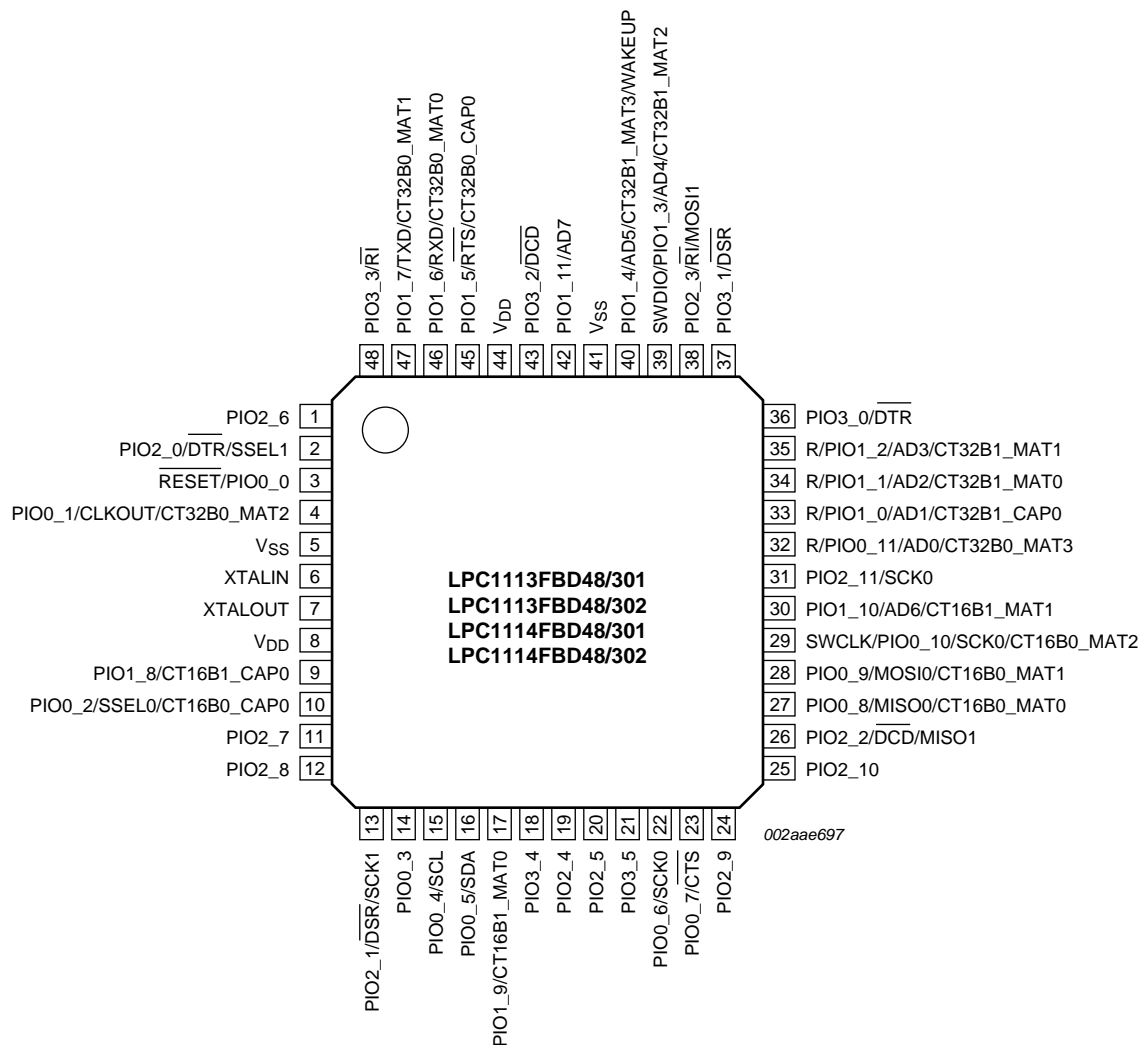 PIO3_3/RI
PIO1_7/TXD/CT32B0_MAT1
PIO1_6/RXD/CT32B0_MAT0
PIO1_5/RTS/CT32B0_CAP0
VDD
PIO3_2/DCD
PIO1_11/AD7
VSS
PIO1_4/AD5/CT32B1_MAT3/WAKEUP
SWDIO/PIO1_3/AD4/CT32B1_MAT2
PIO2_3/RI/MOSI1
PIO3_1/DSR
48
47
46
45
44
43
42
41
40
39
38
37
PIO2_6 1
PIO2_0/DTR/SSEL1 2
RESET/PIO0_0 3
PIO0_1/CLKOUT/CT32B0_MAT2 4
VSS 5
XTALIN 6
XTALOUT 7
VDD 8
PIO1_8/CT16B1_CAP0 9
PIO0_2/SSEL0/CT16B0_CAP0 10
PIO2_7 11
PIO2_8 12
LPC1113FBD48/301
LPC1113FBD48/302
LPC1114FBD48/301
LPC1114FBD48/302
36 PIO3_0/DTR
35 R/PIO1_2/AD3/CT32B1_MAT1
34 R/PIO1_1/AD2/CT32B1_MAT0
33 R/PIO1_0/AD1/CT32B1_CAP0
32 R/PIO0_11/AD0/CT32B0_MAT3
31 PIO2_11/SCK0
30 PIO1_10/AD6/CT16B1_MAT1
29 SWCLK/PIO0_10/SCK0/CT16B0_MAT2
28 PIO0_9/MOSI0/CT16B0_MAT1
27 PIO0_8/MISO0/CT16B0_MAT0
26 PIO2_2/DCD/MISO1
25 PIO2_10
13
14
15
16
17
18
19
20
21
22
23
24
PIO2_1/DSR/SCK1
PIO0_3
PIO0_4/SCL
PIO0_5/SDA
PIO1_9/CT16B1_MAT0
PIO3_4
PIO2_4
PIO2_5
PIO3_5
PIO0_6/SCK0
PIO0_7/CTS
PIO2_9
002aae697